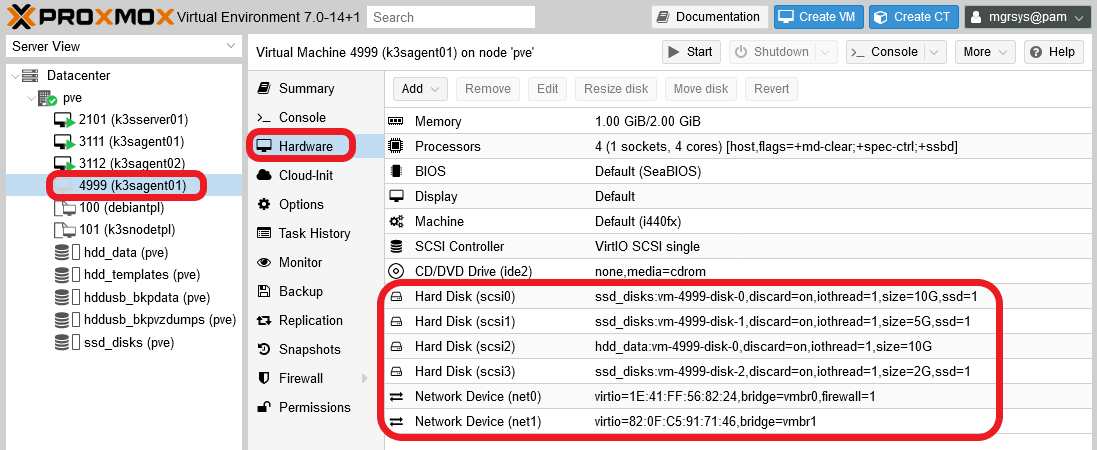 PROXMOX Virtual Environment 7.0-14+1 Search Documentation Create VM Create CT mgrsys@pam
Server View
Datacenter
pve
2101 (k3sserver01)
3111 (k3sagent01)
3112 (k3sagent02)
4999 (k3sagent01)
100 (debiantpl)
101 (k3snodetpl)
hdd_data (pve)
hdd_templates (pve)
hddusb_bkpdata (pve)
hddusb_bkpvzdumps (pve)
ssd_disks (pve)
Virtual Machine 4999 (k3sagent01) on node 'pve' Start Shutdown >_ Console More Help
Summary
>_ Console
Hardware
Cloud-Init
Options
Task History
Monitor
Backup
Replication
Snapshots
Firewall
Permissions
Add Remove Edit Resize disk Move disk Revert
Memory 1.00 GiB/2.00 GiB
Processors 4 (1 sockets, 4 cores) [host,flags=+md-clear;+spec-ctrl;+ssbd]
BIOS Default (SeaBIOS)
Display Default
Machine Default (i440fx)
SCSI Controller VirtIO SCSI single
CD/DVD Drive (ide2) none,media=cdrom
Hard Disk (scsi0) ssd_disks:vm-4999-disk-0,discard=on,iothread=1,size=10G,ssd=1
Hard Disk (scsi1) ssd_disks:vm-4999-disk-1,discard=on,iothread=1,size=5G,ssd=1
Hard Disk (scsi2) hdd_data:vm-4999-disk-0,discard=on,iothread=1,size=10G
Hard Disk (scsi3) ssd_disks:vm-4999-disk-2,discard=on,iothread=1,size=2G,ssd=1
Network Device (net0) virtio=1E:41:FF:56:82:24,bridge=vmbr0,firewall=1
Network Device (net1) virtio=82:0F:C5:91:71:46,bridge=vmbr1